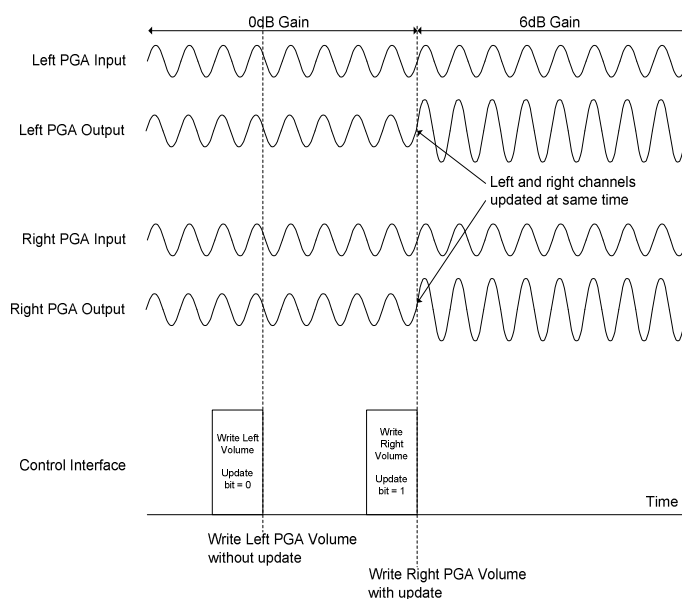 0dB Gain
6dB Gain
Left PGA Input
Left PGA Output
Left and right channels
updated at same time
Right PGA Input
Right PGA Output
Control Interface
Write Left
Volume
Update
bit = 0
Write
Right
Volume
Update
bit = 1
Time
Write Left PGA Volume
without update
Write Right PGA Volume
with update